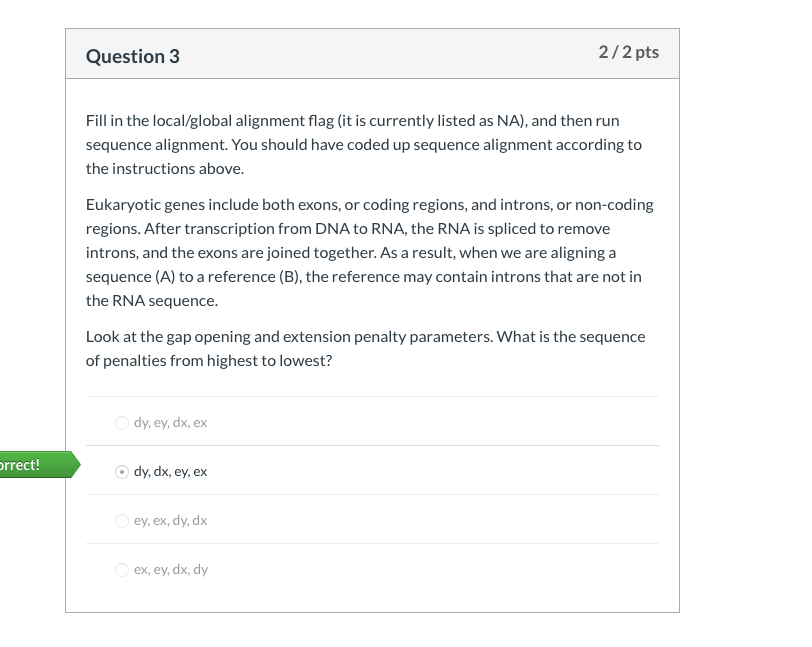 Question 3
2 / 2 pts
Fill in the local/global alignment flag (it is currently listed as NA), and then run
sequence alignment. You should have coded up sequence alignment according to
the instructions above.
Eukaryotic genes include both exons, or coding regions, and introns, or non-coding
regions. After transcription from DNA to RNA, the RNA is spliced to remove
introns, and the exons are joined together. As a result, when we are aligning a
sequence (A) to a reference (B), the reference may contain introns that are not in
the RNA sequence.
Look at the gap opening and extension penalty parameters. What is the sequence
of penalties from highest to lowest?
dy, ey, dx, ex
orrect!
dy, dx, ey, ex
ey, ex, dy, dx
ex, ey, dx, dy